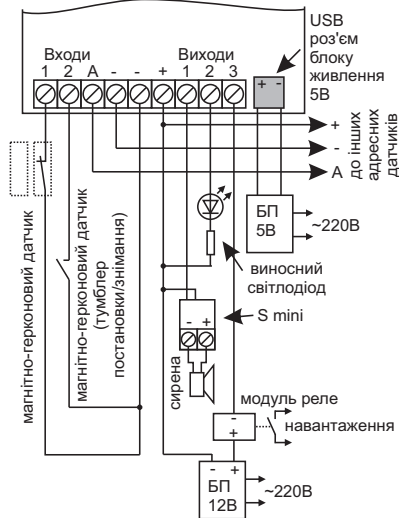 USB
роз'єм
блоку
живлення
5В
Входи
Виходи
1 2 А - - + 1 2 3
+ -
+
-
А
до інших
адресних
датчиків
БП
5В
~220В
виносний
світлодіод
магнітно-герконовий датчик
магнітно-герконовий датчик
(тумблер
постановки/знімання)
- +
S mini
сирена
модуль реле
-
+
навантаження
- +
БП
12В
~220В